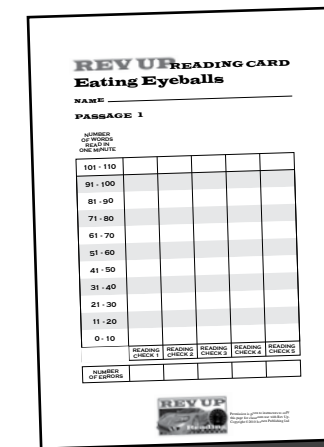 REV UP READING CARD
Eating Eyeballs
NAME
PASSAGE 1
NUMBER
OF WORDS
READ IN
ONE MINUTE
101 - 110
91 - 100
81 - 90
71 - 80
61 - 70
51 - 60
41 - 50
31 - 40
21 - 30
11 - 20
0 - 10
READING CHECK 1 READING CHECK 2 READING CHECK 3 READING CHECK 4 READING CHECK 5
NUMBER
OF ERRORS
REV UP
Reading